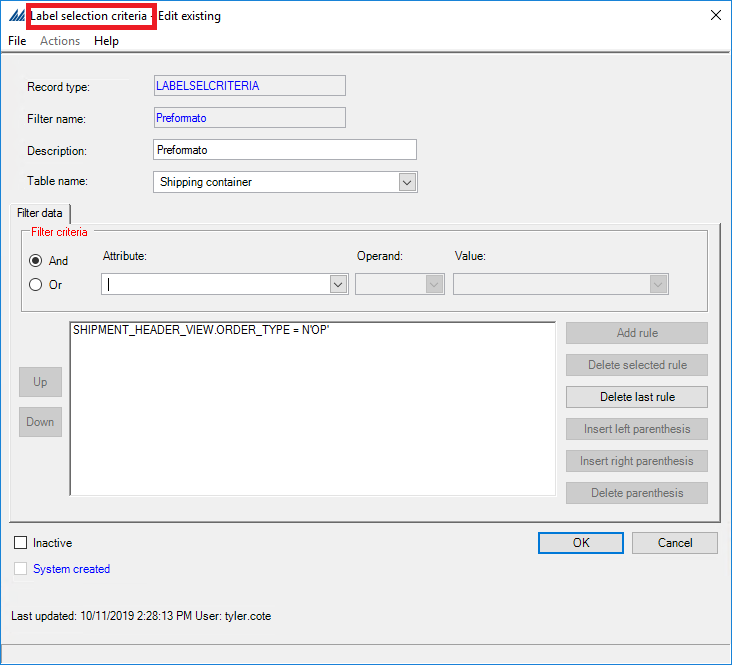 Label selection criteria - Edit existing
File Actions Help
Record type: LABELSELCRITERIA
Filter name: Preformato
Description: Preformato
Table name: Shipping container
Filter data
Filter criteria
And Attribute: Operand: Value:
Or
SHIPMENT_HEADER_VIEW.ORDER_TYPE = N'OP'
Add rule
Delete selected rule
Up
Delete last rule
Down
Insert left parenthesis
Insert right parenthesis
Delete parenthesis
Inactive
OK Cancel
System created
Last updated: 10/11/2019 2:28:13 PM User: tyler.cote